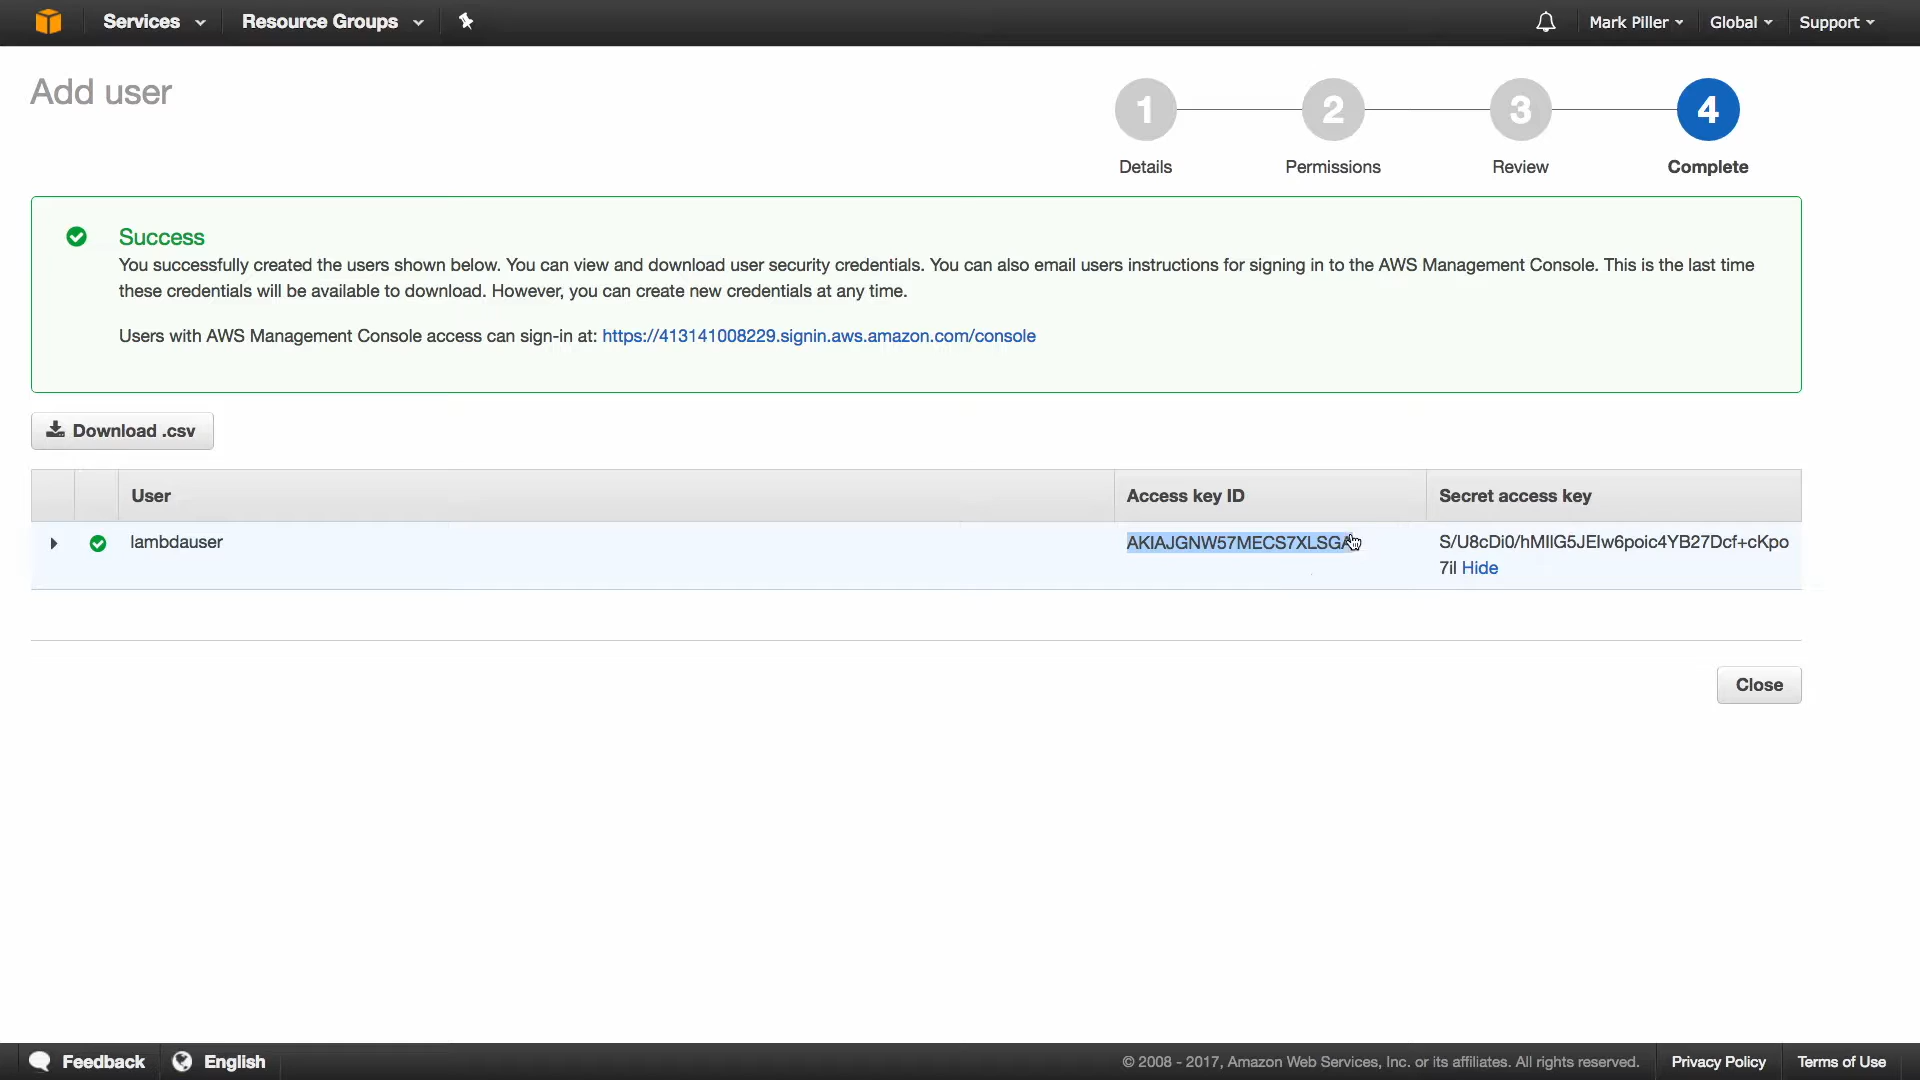 Services
Resource Groups
Mark Piller
Global
Support
Add user
1
2
3
4
Details
Permissions
Review
Complete
Success
You successfully created the users shown below. You can view and download user security credentials. You can also email users instructions for signing in to the AWS Management Console. This is the last time
these credentials will be available to download. However, you can create new credentials at any time.
Users with AWS Management Console access can sign-in at: https://413141008229.signin.aws.amazon.com/console
Download .csv
User
Access key ID
Secret access key
lambdauser
AKIAJGNW57MECS7XLSGA
Hide
Close
Feedback
English
© 2008 - 2017, Amazon Web Services, Inc. or its affiliates. All rights reserved.
Privacy Policy
Terms of Use